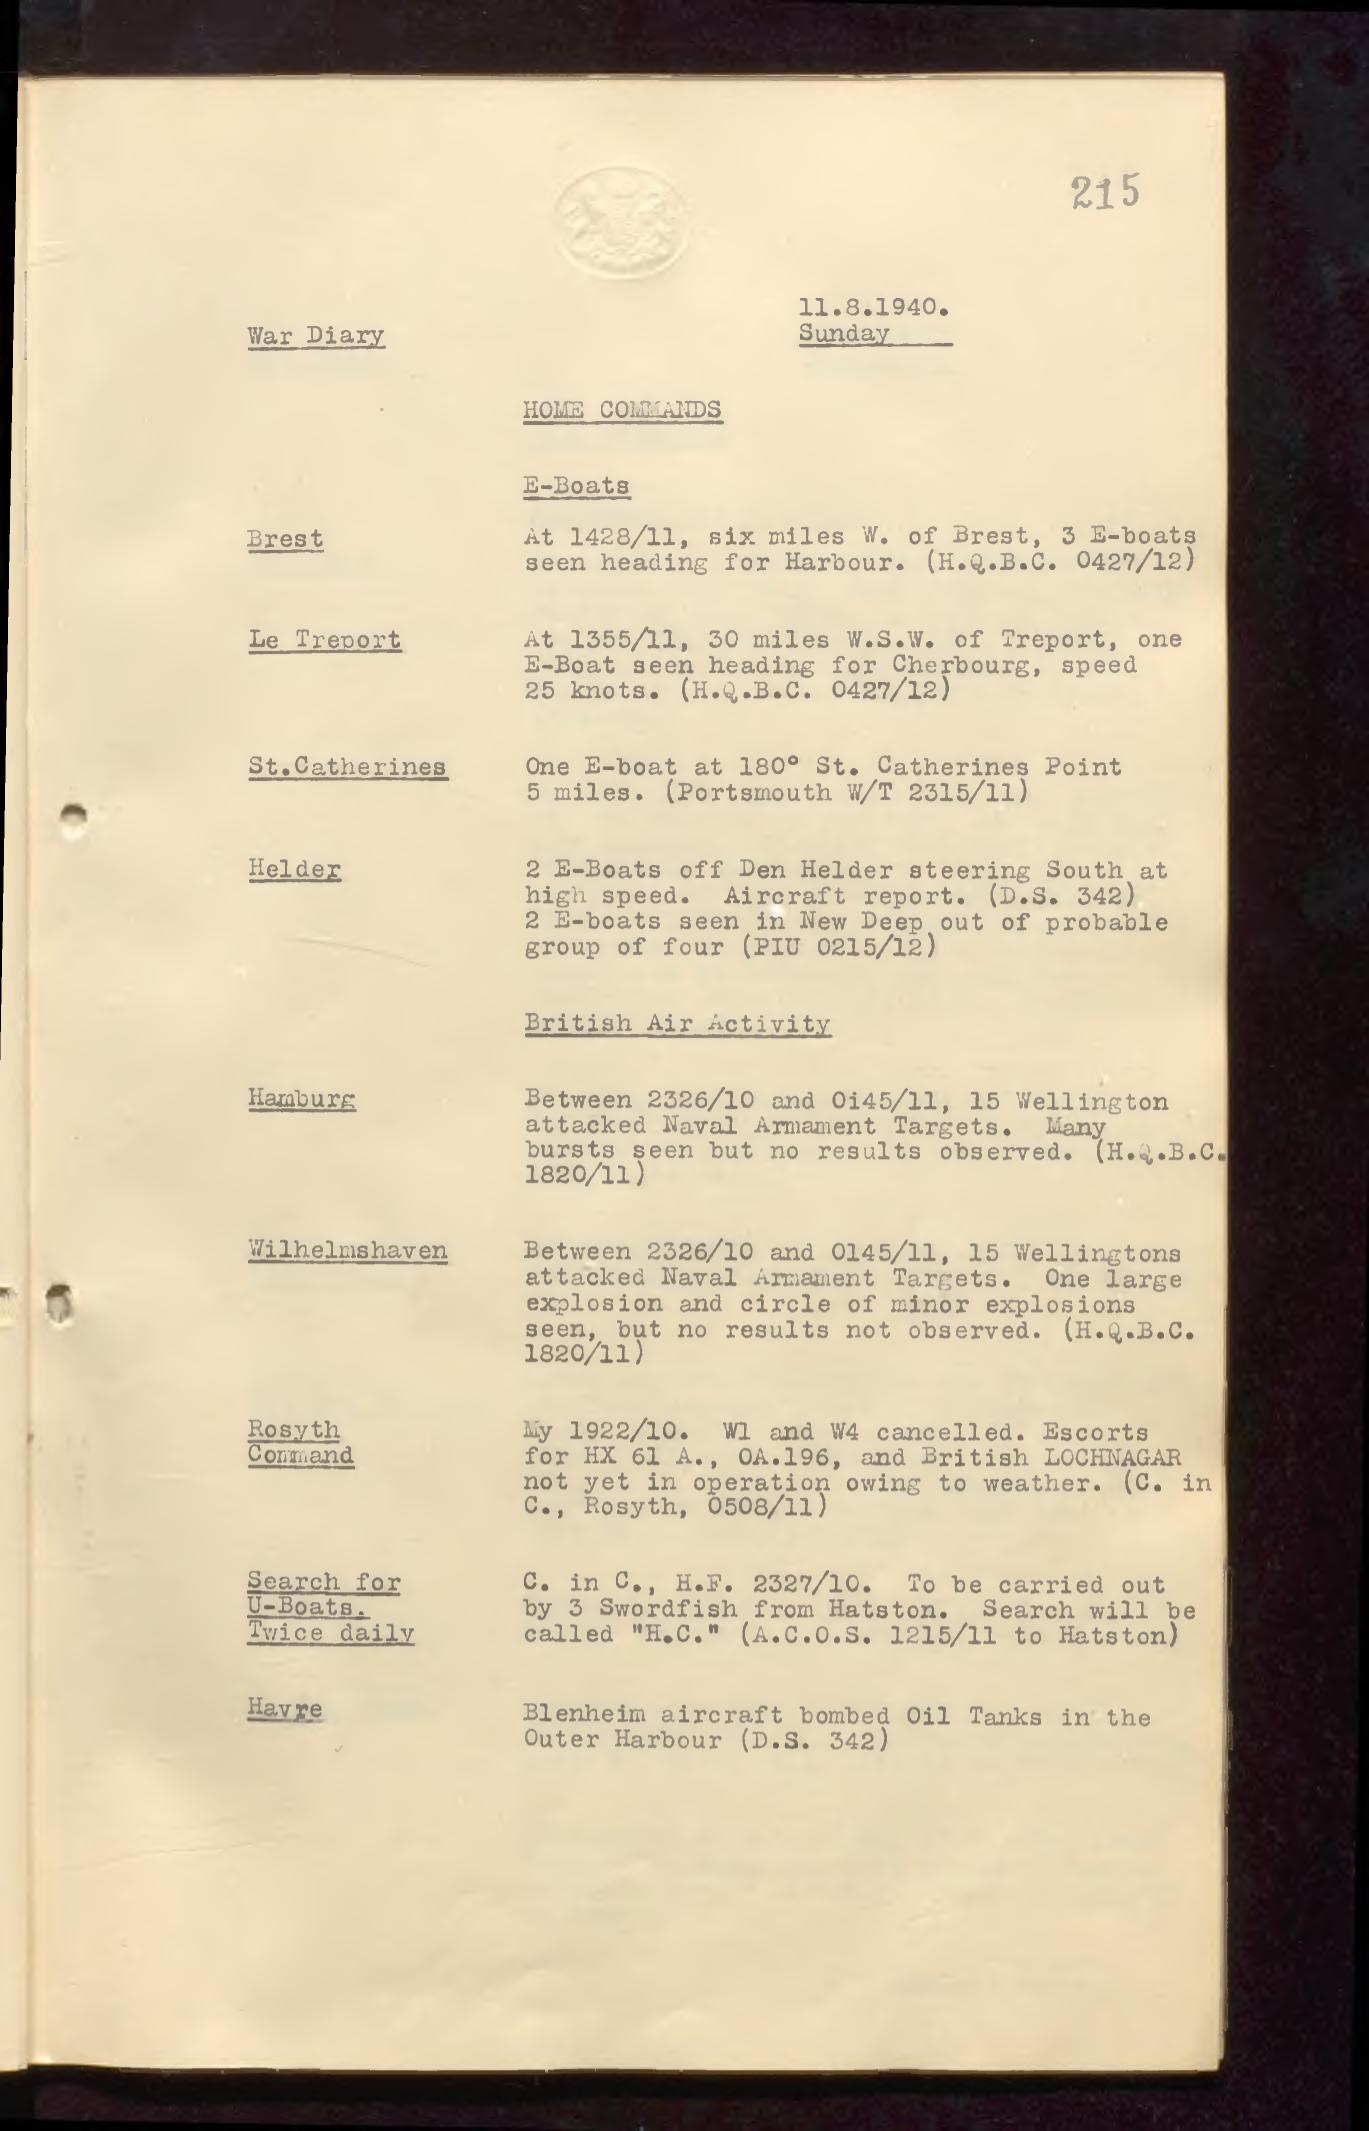 215
11.8.1940.
War Diary
Sunday
HOME COMMANDS
E-Boats
Brest
At 1428/11, six miles W. of Brest, 3 E-boats
seen heading for Harbour. (H.Q.B.C. 0427/12)
Le Treport
At 1355/11, 30 miles W.S.W. of Treport, one
E-Boat seen heading for Cherbourg, speed
25 knots. (H.Q.B.C. 0427/12)
St.Catherines
One E-boat at 180° St. Catherines Point
5 miles. (Portsmouth W/T 2315/11)
Helder
2 E-Boats off Den Helder steering South at
high speed. Aircraft report. (D.S. 342)
2 E-boats seen in New Deep out of probable
group of four (PIU 0215/12)
British Air Activity
Hamburg
Between 2326/10 and 0i45/11, 15 Wellington
attacked Naval Armament Targets. Many
bursts seen but no results observed. (H.Q.B.C.
1820/11)
Wilhelmshaven
Between 2326/10 and 0145/11, 15 Wellingtons
attacked Naval Armament Targets. One large
explosion and circle of minor explosions
seen, but no results not observed. (H.Q.B.C.
1820/11)
Rosyth
Command
My 1922/10. W1 and W4 cancelled. Escorts
for HX 61 A., OA.196, and British LOCHNAGAR
not yet in operation owing to weather. (C. in
C., Rosyth, 0508/11)
Search for
U-Boats.
Twice daily
C. in C., H.F. 2327/10. To be carried out
by 3 Swordfish from Hatston. Search will be
called "H.C." (A.C.O.S. 1215/11 to Hatston)
Havre
Blenheim aircraft bombed Oil Tanks in the
Outer Harbour (D.S. 342)